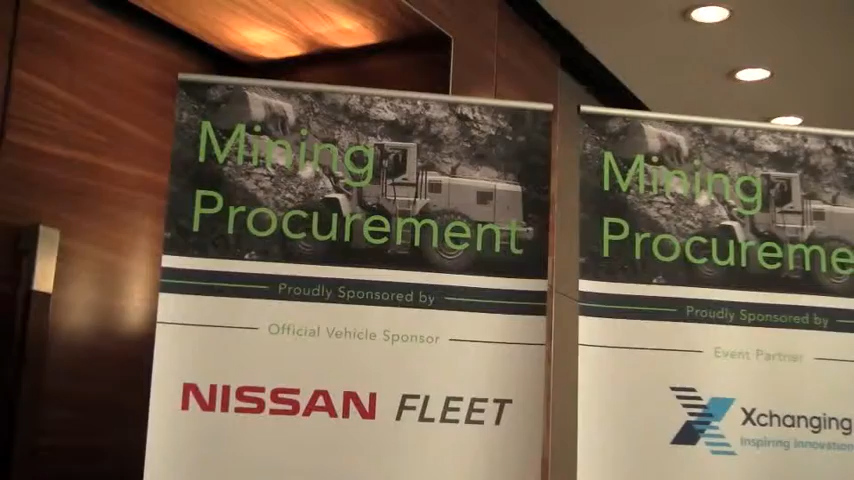 Mining
Procurement
Proudly Sponsored by
Official Vehicle Sponsor
NISSAN FLEET
Mining
Procureme
Proudly Sponsored by
Event Partner
Xchanging
Inspiring innovation